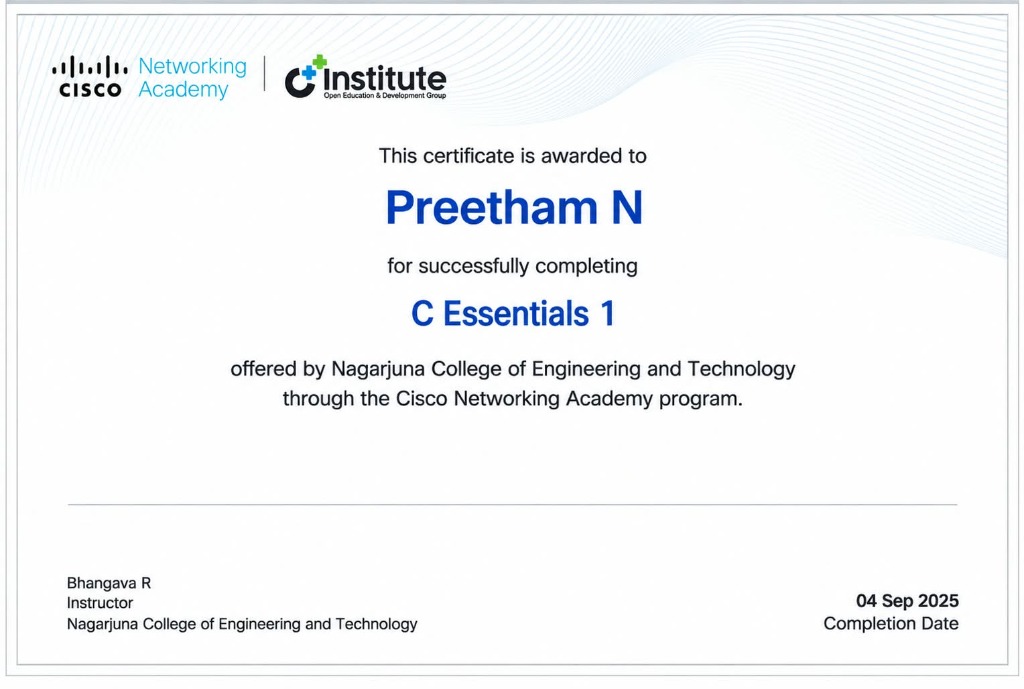 CISCO
Networking
Academy
C++ Institute
Open Education & Development Group
This certificate is awarded to
Preetham N
for successfully completing
C Essentials 1
offered by Nagarjuna College of Engineering and Technology
through the Cisco Networking Academy program.
Bhangava R
Instructor
Nagarjuna College of Engineering and Technology
04 Sep 2025
Completion Date